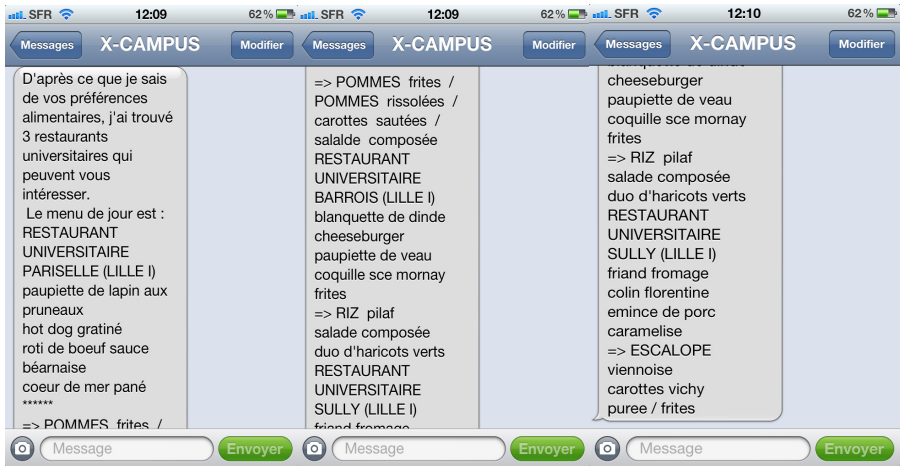 SFR 12:09 62%
Messages X-CAMPUS Modifier
D'après ce que je sais
de vos préférences
alimentaires, j'ai trouvé
3 restaurants
universitaires qui
peuvent vous
intéresser.
Le menu de jour est :
RESTAURANT
UNIVERSITAIRE
PARISELLE (LILLE I)
paupiette de lapin aux
pruneaux
hot dog gratiné
roti de boeuf sauce
béarnaise
coeur de mer pané
******
=> POMMES frites /
Message Envoyer
SFR 12:09 62%
Messages X-CAMPUS Modifier
=> POMMES frites /
POMMES rissolées /
carottes sautées /
salalde composée
RESTAURANT
UNIVERSITAIRE
BARROIS (LILLE I)
blanquette de dinde
cheeseburger
paupiette de veau
coquille sce mornay
frites
=> RIZ pilaf
salade composée
duo d'haricots verts
RESTAURANT
UNIVERSITAIRE
SULLY (LILLE I)
friand fromage
Message Envoyer
SFR 12:10 62%
Messages X-CAMPUS Modifier
blanquette de dinde
cheeseburger
paupiette de veau
coquille sce mornay
frites
=> RIZ pilaf
salade composée
duo d'haricots verts
RESTAURANT
UNIVERSITAIRE
SULLY (LILLE I)
friand fromage
colin florentine
emince de porc
caramelise
=> ESCALOPE
viennoise
carottes vichy
puree / frites
Message Envoyer